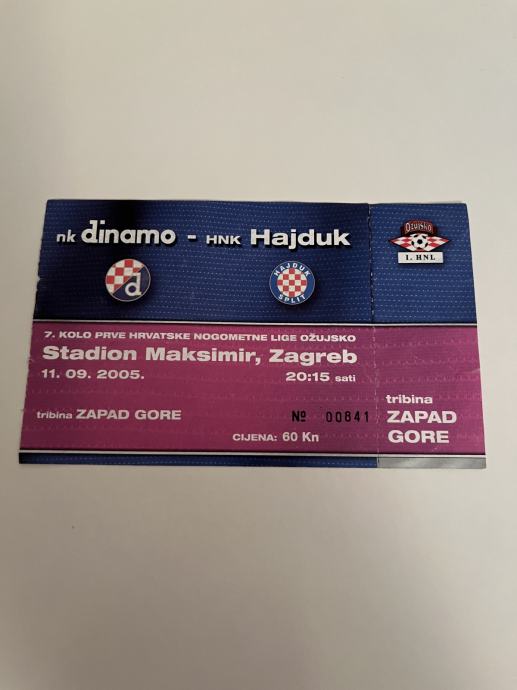 nk dinamo - HNK Hajduk
Ožujsko
1. HNL
HAJDUK
SPLIT
d
7. KOLO PRVE HRVATSKE NOGOMETNE LIGE OŽUJSKO
Stadion Maksimir, Zagreb
11. 09. 2005. 20:15 sati
tribina ZAPAD GORE Nº 00841
CIJENA: 60 Kn
tribina
ZAPAD
GORE